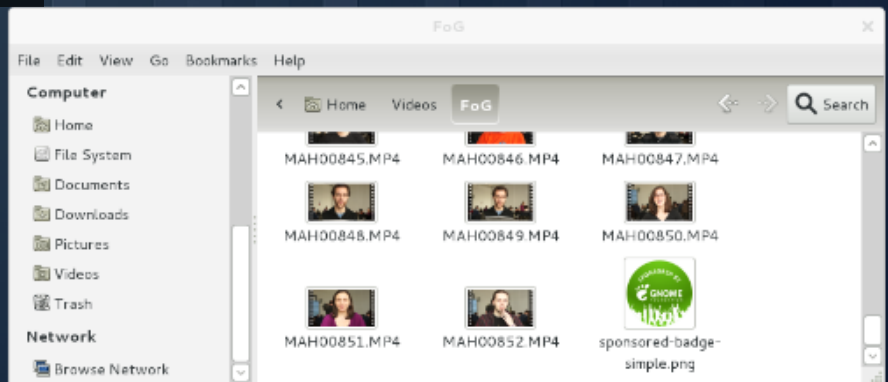 FoG
File Edit View Go Bookmarks Help
Computer
Home
File System
Documents
Downloads
Pictures
Videos
Trash
Network
Browse Network
Home Videos FoG
Search
MAH00845.MP4 MAH00846.MP4 MAH00847.MP4
MAH00848.MP4 MAH00849.MP4 MAH00850.MP4
GNOME
MAH00851.MP4 MAH00852.MP4 sponsored-badge-
simple.png